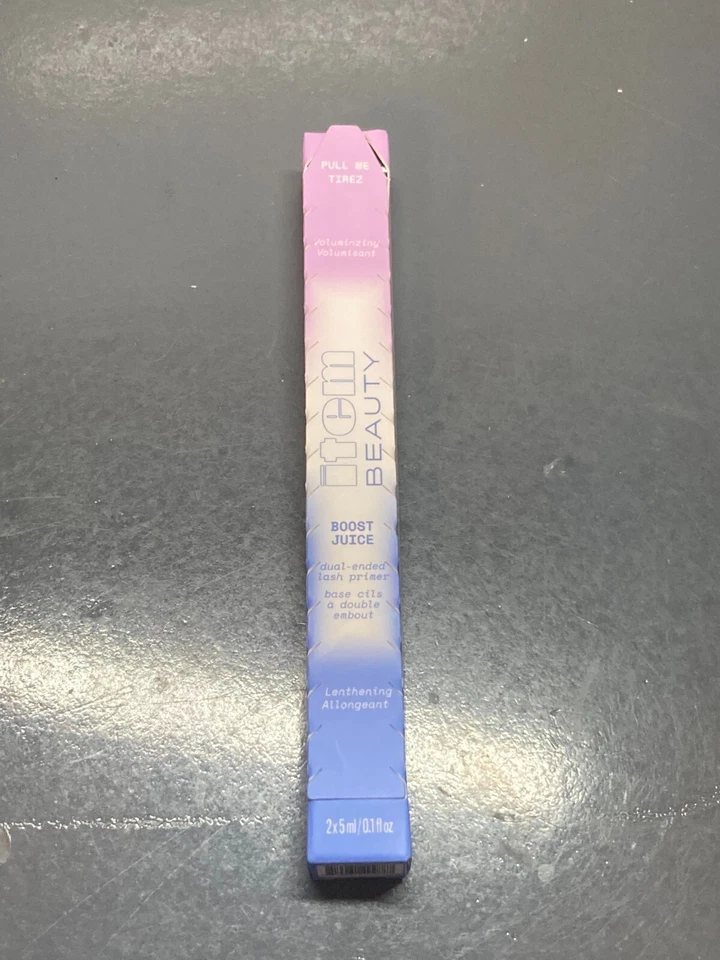 PULL ME
TIREZ
Voluminzing
Volumisant
item
BEAUTY
BOOST
JUICE
dual-ended
lash primer
base cils
à double
embout
Lenthening
Allongeant
2x5ml/0.1fl oz